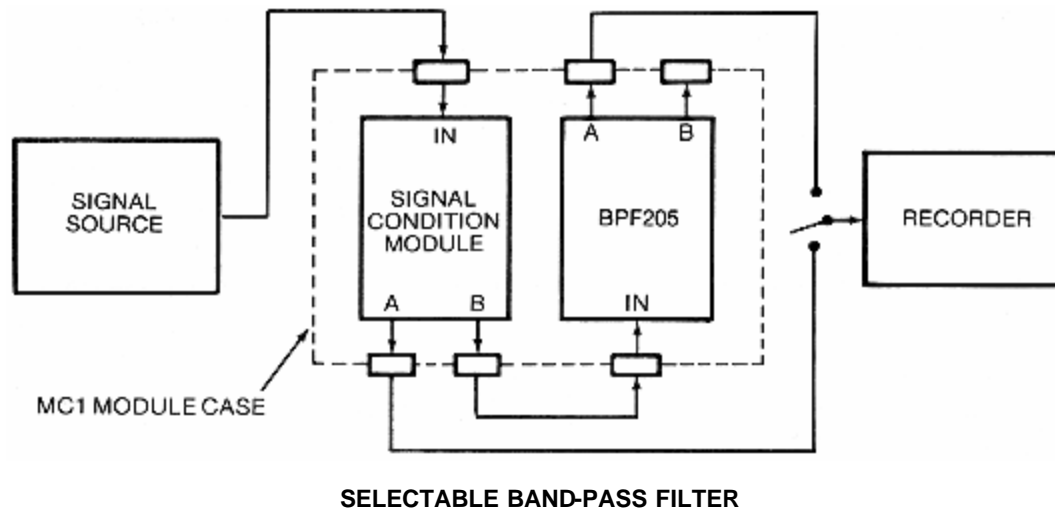 SIGNAL
SOURCE
IN
SIGNAL
CONDITION
MODULE
A
B
A
B
BPF205
IN
RECORDER
MC1 MODULE CASE
SELECTABLE BAND-PASS FILTER